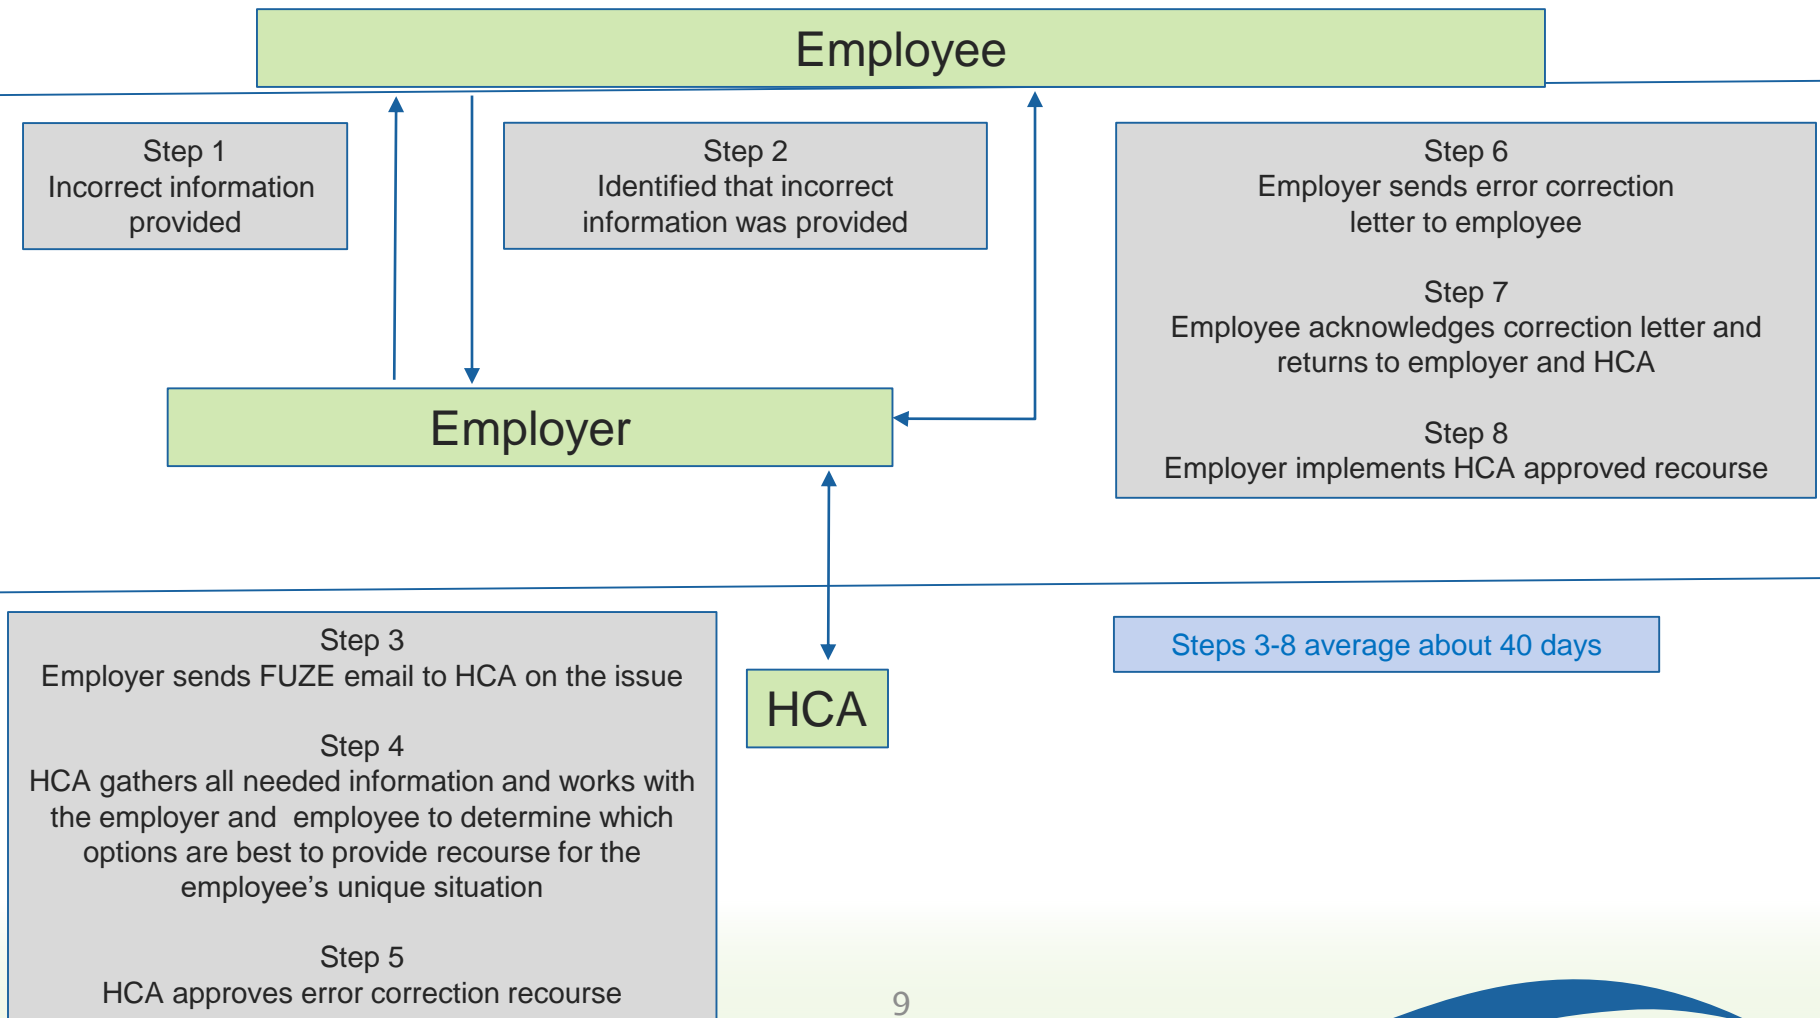 Employee
Step 1
Incorrect information
provided
Step 2
Identified that incorrect
information was provided
Step 6
Employer sends error correction
letter to employee
Step 7
Employee acknowledges correction letter and
returns to employer and HCA
Step 8
Employer implements HCA approved recourse
Employer
Step 3
Employer sends FUZE email to HCA on the issue
Step 4
HCA gathers all needed information and works with
the employer and  employee to determine which
options are best to provide recourse for the
employee’s unique situation
Step 5
HCA approves error correction recourse
HCA
Steps 3-8 average about 40 days
9